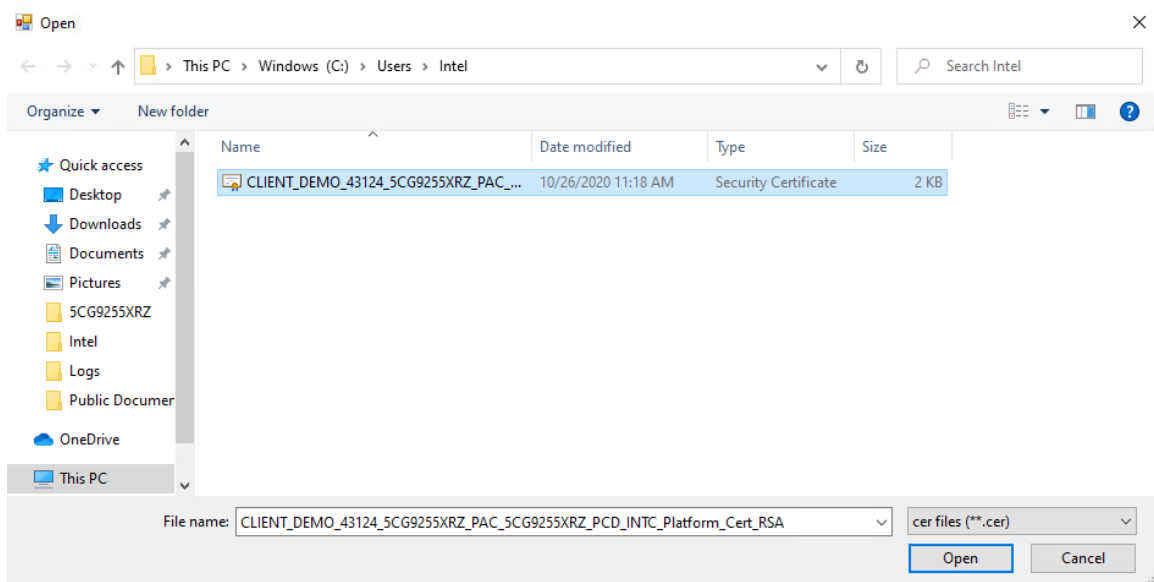 Open
This PC > Windows (C:) > Users > Intel
Search Intel
Organize
New folder
Name
Date modified
Type
Size
CLIENT_DEMO_43124_5CG9255XRZ_PAC_...
10/26/2020 11:18 AM
Security Certificate
2 KB
Quick access
Desktop
Downloads
Documents
Pictures
5CG9255XRZ
Intel
Logs
Public Documer
OneDrive
This PC
File name:
CLIENT_DEMO_43124_5CG9255XRZ_PAC_5CG9255XRZ_PCD_INTC_Platform_Cert_RSA
cer files (**.cer)
Open
Cancel